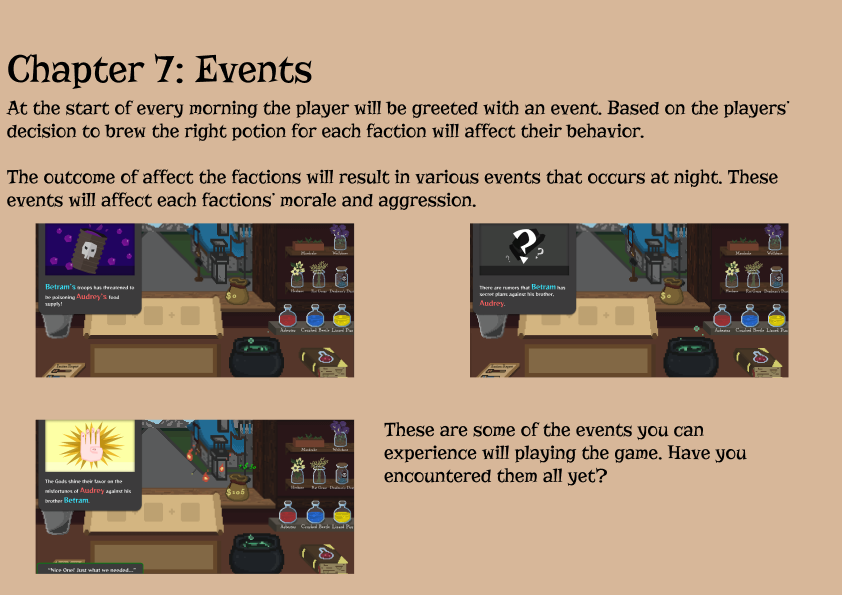 Chapter 7: Events
At the start of every morning the player will be greeted with an event. Based on the players'
decision to brew the right potion for each faction will affect their behavior.
The outcome of affect the factions will result in various events that occurs at night. These
events will affect each factions' morale and aggression.
Betram's troops has threatened to
be poisoning Audrey's food
supply!
$0
There are rumors that Betram has
secret plans against his brother,
Audrey.
$0
The Gods shine their favor on the
misfortunes of Audrey against his
brother Betram.
$105
"Nice One! Just what we needed..."
These are some of the events you can
experience will playing the game. Have you
encountered them all yet?